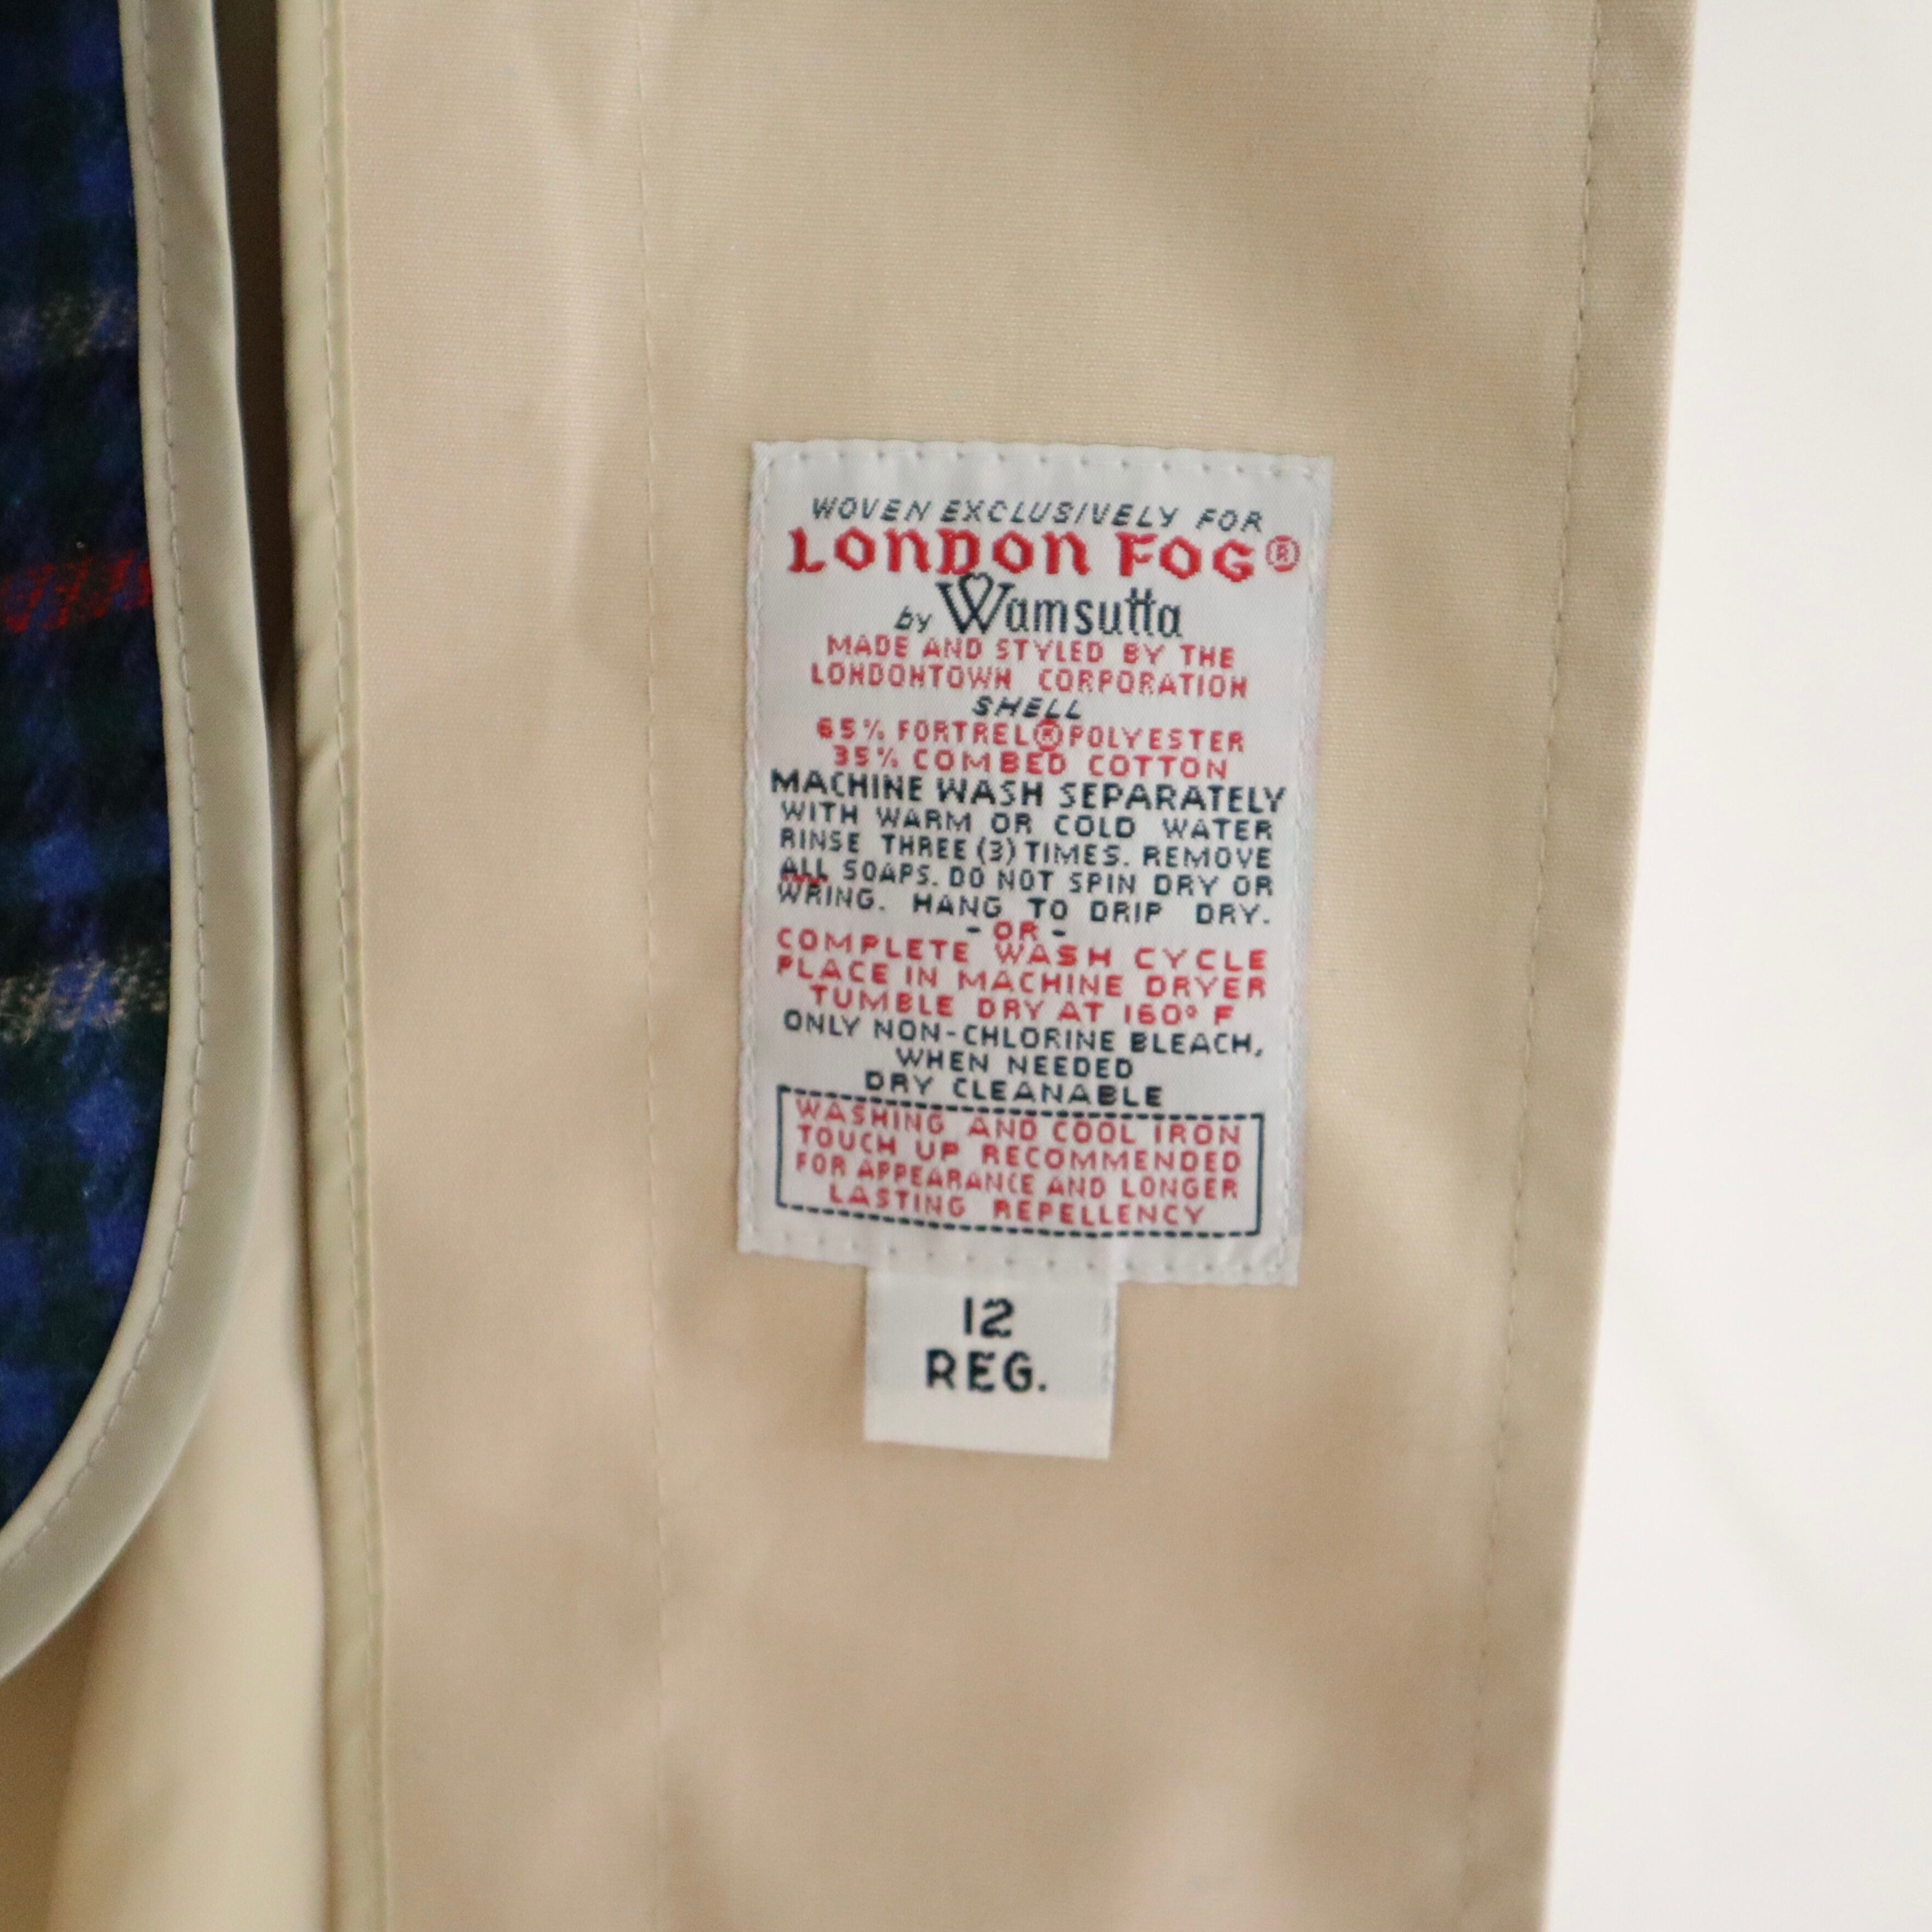 WOVEN EXCLUSIVELY FOR
LONDON FOG®
by Wamsutta
MADE AND STYLED BY THE
LONDONTOWN CORPORATION
SHELL
65% FORTREL® POLYESTER
35% COMBED COTTON
MACHINE WASH SEPARATELY
WITH WARM OR COLD WATER
RINSE THREE (3) TIMES. REMOVE
ALL SOAPS. DO NOT SPIN DRY OR
WRING. HANG TO DRIP DRY.
- OR -
COMPLETE WASH CYCLE
PLACE IN MACHINE DRYER
TUMBLE DRY AT 160° F
ONLY NON-CHLORINE BLEACH,
WHEN NEEDED
DRY CLEANABLE
WASHING AND COOL IRON
TOUCH UP RECOMMENDED
FOR APPEARANCE AND LONGER
LASTING REPELLENCY
12
REG.